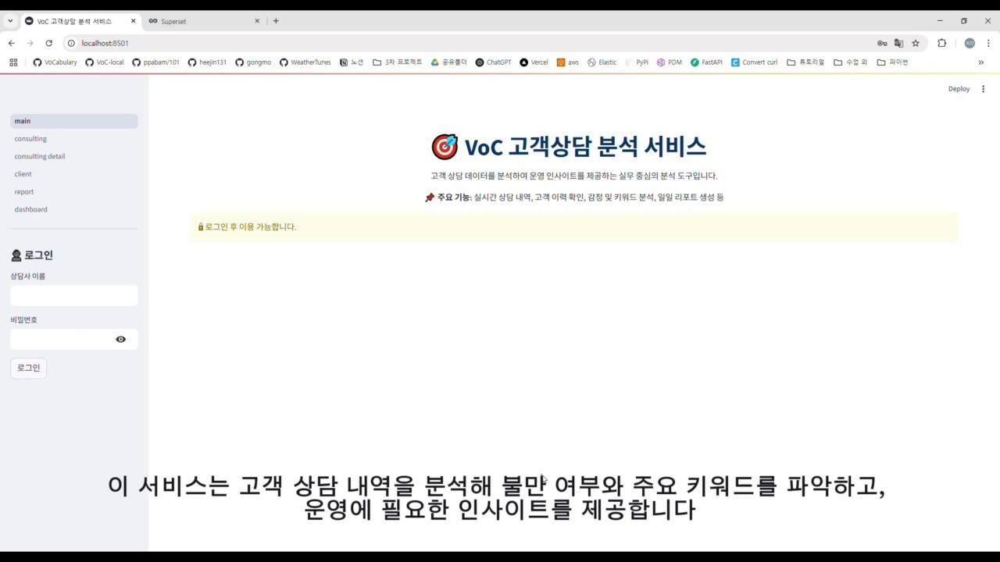 VoC 고객상담 분석 서비스
Superset
localhost:8501
VoCabulary
VoC-local
ppabam/101
heejin131
gongmo
WeatherTunes
노션
3차 프로젝트
공유폴더
ChatGPT
Vercel
aws
Elastic
PyPI
PDM
FastAPI
Convert curl
튜토리얼
수업 외
파이썬
Deploy
main
consulting
consulting detail
client
report
dashboard
로그인
상담사 이름
비밀번호
로그인
VoC 고객상담 분석 서비스
고객 상담 데이터를 분석하여 운영 인사이트를 제공하는 실무 중심의 분석 도구입니다.
주요 기능: 실시간 상담 내역, 고객 이력 확인, 감정 및 키워드 분석, 일일 리포트 생성 등
로그인 후 이용 가능합니다.
이 서비스는 고객 상담 내역을 분석해 불만 여부와 주요 키워드를 파악하고,
운영에 필요한 인사이트를 제공합니다